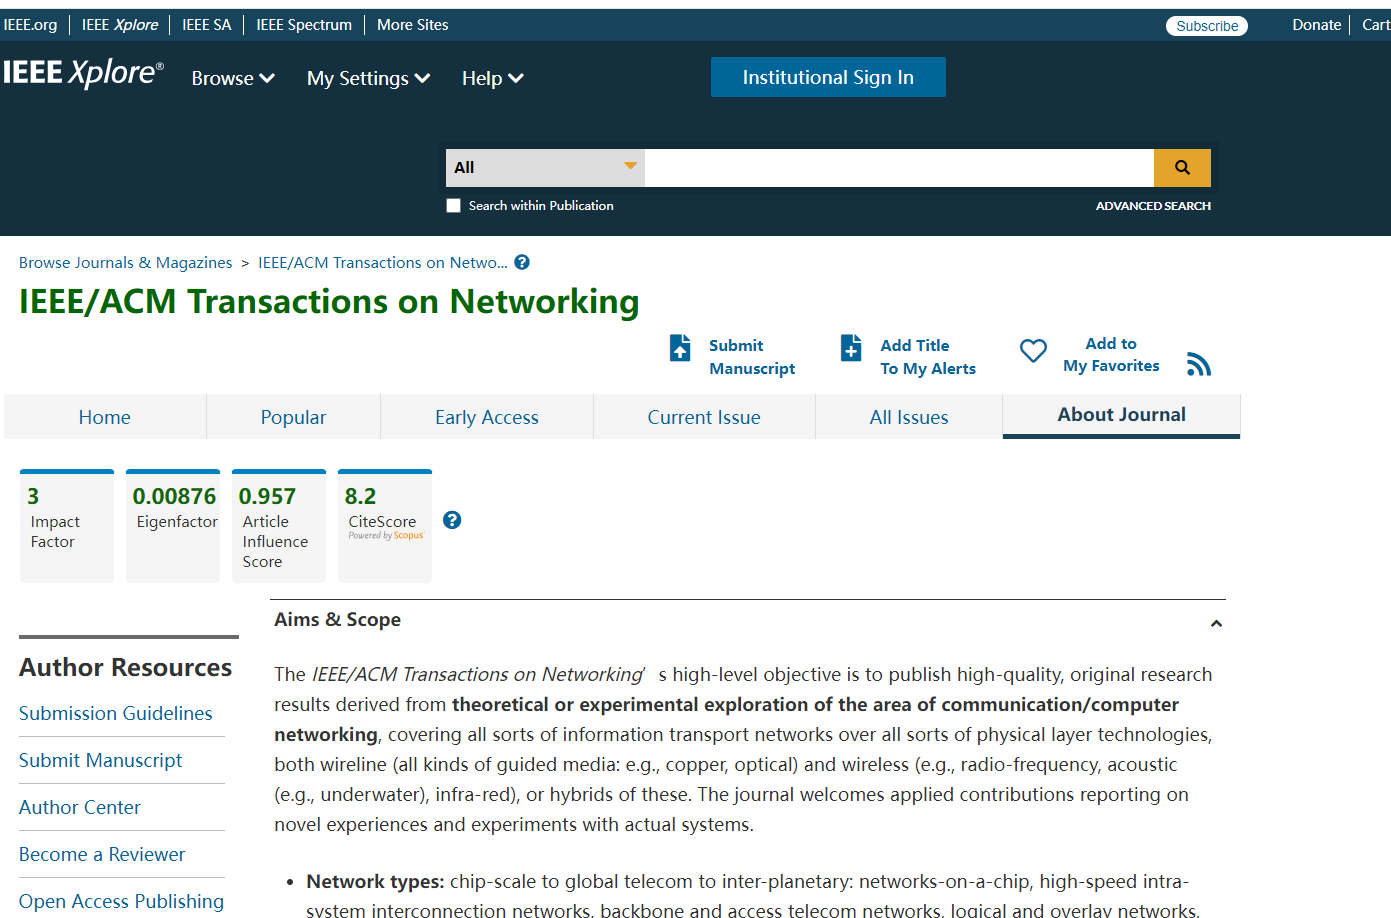 IEEE.org IEEE Xplore IEEE SA IEEE Spectrum More Sites Subscribe Donate Cart
IEEE Xplore® Browse My Settings Help Institutional Sign In
All
Search within Publication ADVANCED SEARCH
Browse Journals & Magazines > IEEE/ACM Transactions on Netwo... ?
IEEE/ACM Transactions on Networking
Submit Manuscript
Add Title To My Alerts
Add to My Favorites
Home Popular Early Access Current Issue All Issues About Journal
3 Impact Factor
0.00876 Eigenfactor
0.957 Article Influence Score
8.2 CiteScore Powered by Scopus®
?
Author Resources
Submission Guidelines
Submit Manuscript
Author Center
Become a Reviewer
Open Access Publishing
Aims & Scope
The IEEE/ACM Transactions on Networking’ s high-level objective is to publish high-quality, original research
results derived from theoretical or experimental exploration of the area of communication/computer
networking, covering all sorts of information transport networks over all sorts of physical layer technologies,
both wireline (all kinds of guided media: e.g., copper, optical) and wireless (e.g., radio-frequency, acoustic
(e.g., underwater), infra-red), or hybrids of these. The journal welcomes applied contributions reporting on
novel experiences and experiments with actual systems.
• Network types: chip-scale to global telecom to inter-planetary: networks-on-a-chip, high-speed intra-
system interconnection networks, backbone and access telecom networks, logical and overlay networks,